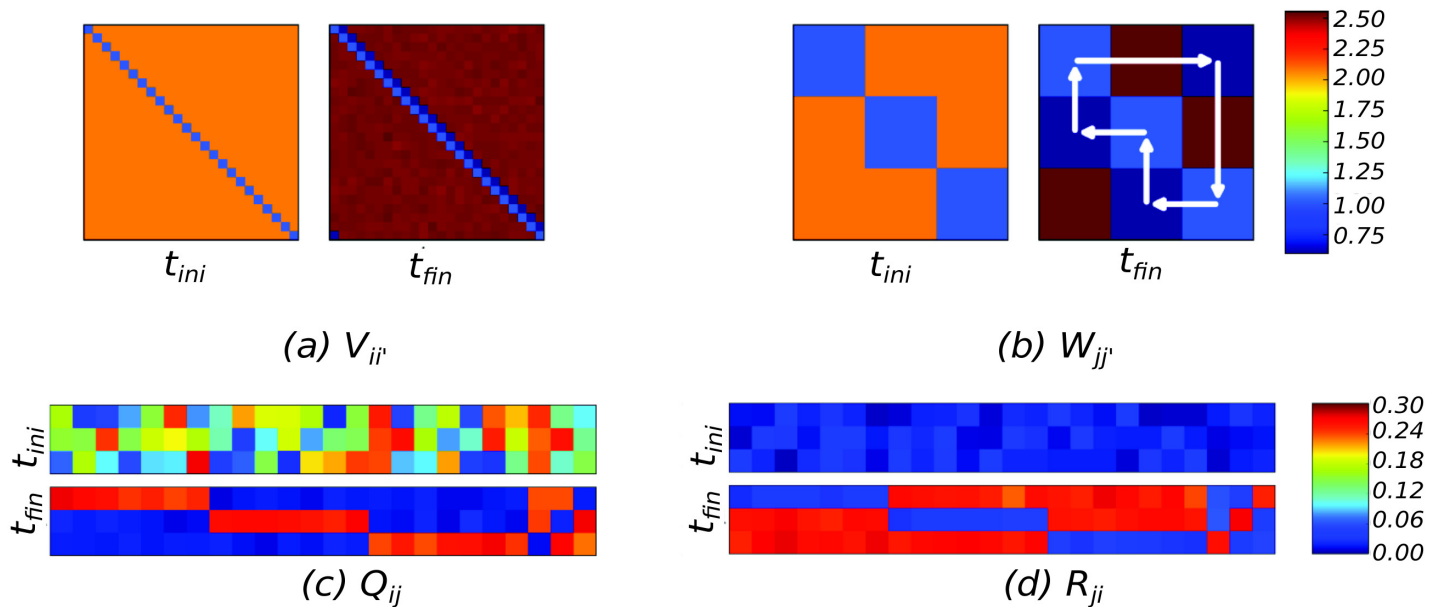 2.50
2.25
2.00
1.75
1.50
1.25
1.00
0.75
t_ini
t_fin
t_ini
t_fin
(a) V_ii'
(b) W_jj'
t_ini
t_fin
(c) Q_ij
t_ini
t_fin
(d) R_ji
0.30
0.24
0.18
0.12
0.06
0.00